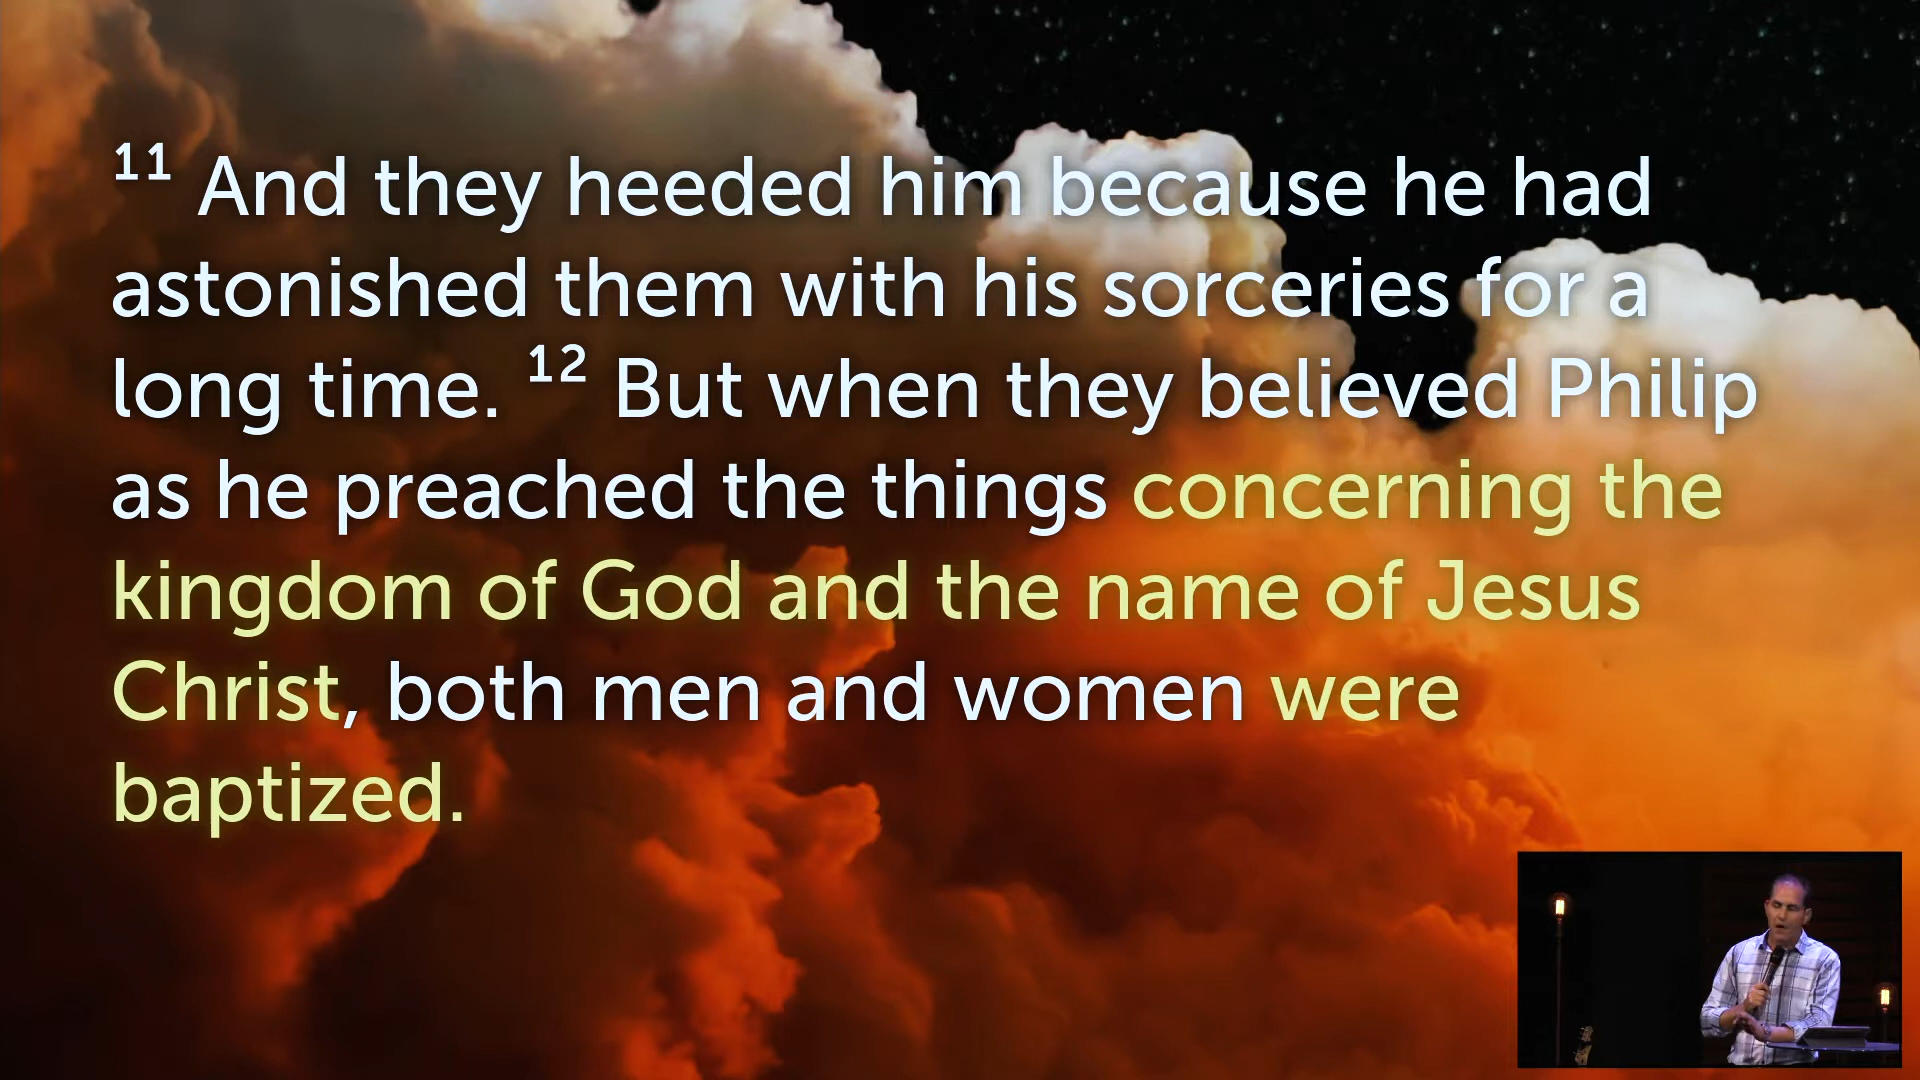 11 And they heeded him because he had
astonished them with his sorceries for a
long time. 12 But when they believed Philip
as he preached the things concerning the
kingdom of God and the name of Jesus
Christ, both men and women were
baptized.